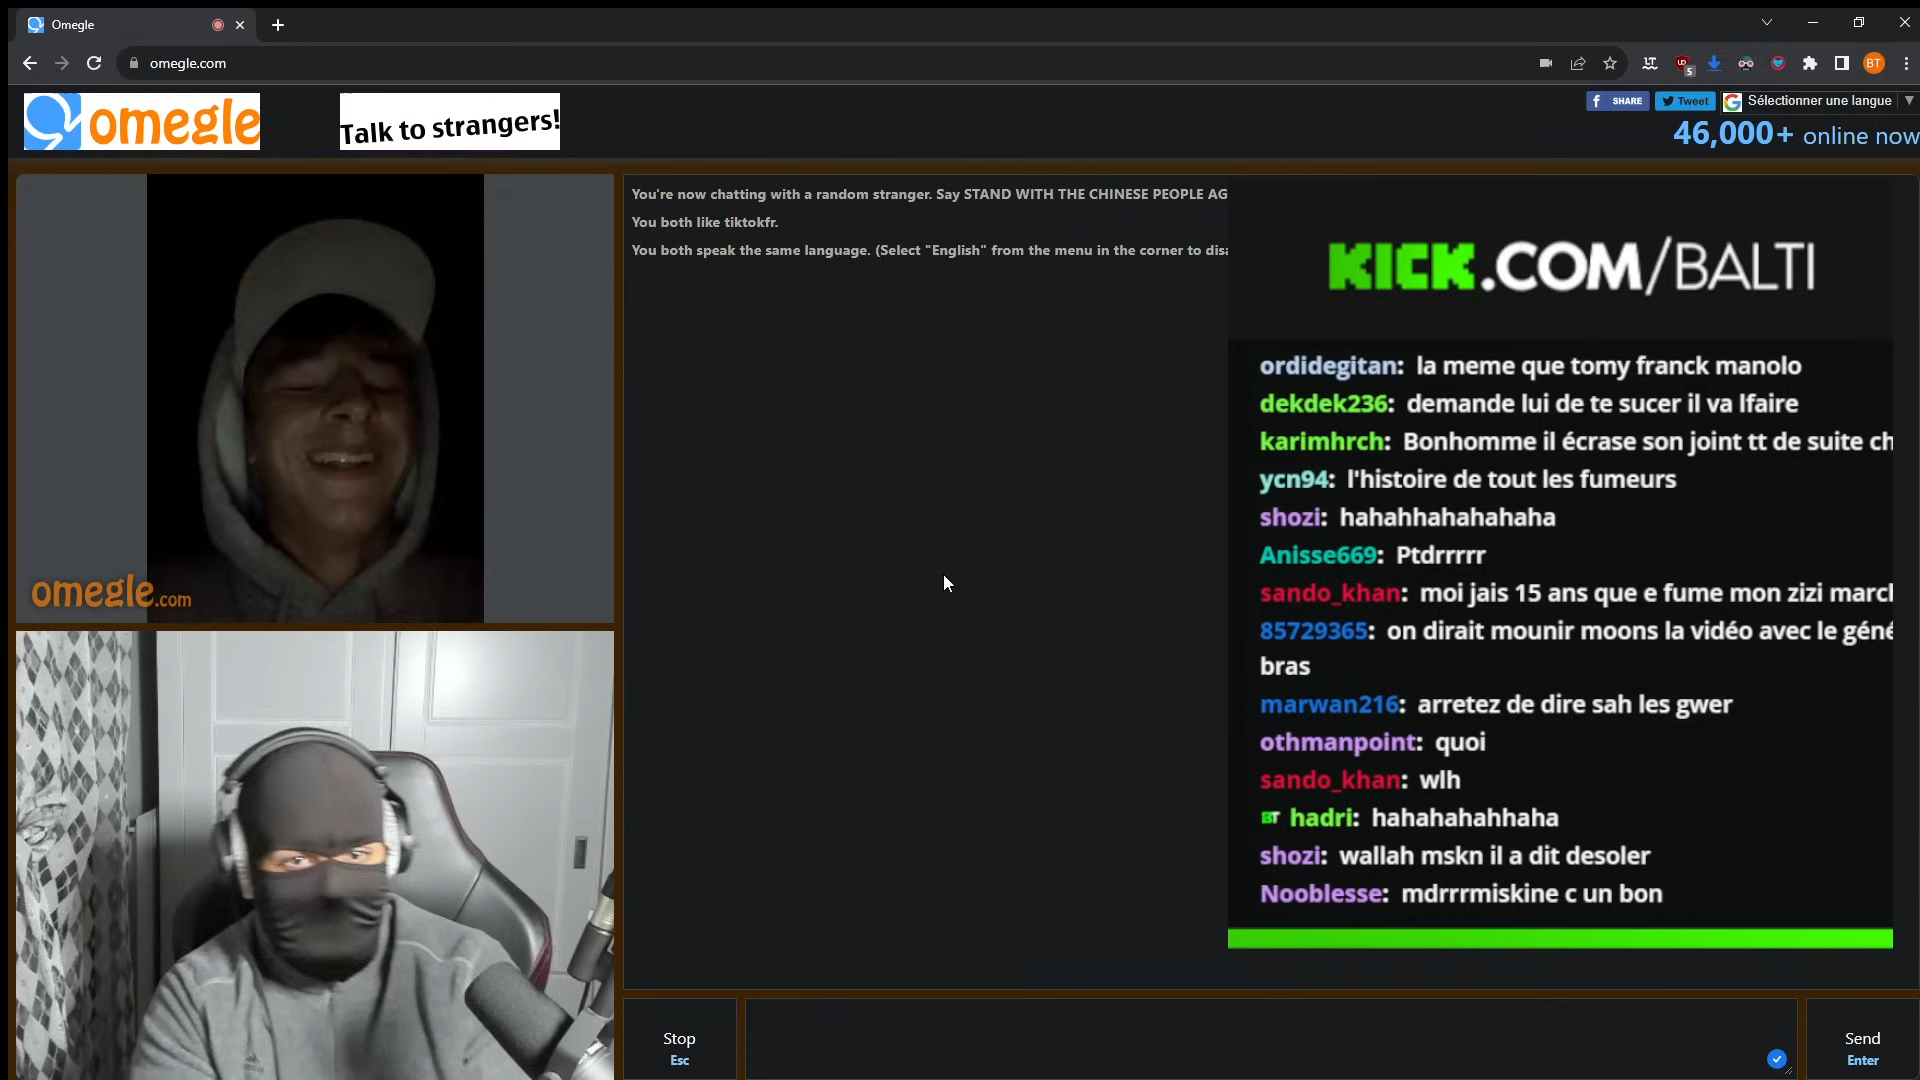 Omegle
omegle.com
5
BT
omegle
Talk to strangers!
SHARE
Tweet
Sélectionner une langue
46,000+ online now
You're now chatting with a random stranger. Say STAND WITH THE CHINESE PEOPLE AG
You both like tiktokfr.
You both speak the same language. (Select "English" from the menu in the corner to disa
KICK.COM/BALTI
ordidegitan: la meme que tomy franck manolo
dekdek236: demande lui de te sucer il va lfaire
karimhrch: Bonhomme il écrase son joint tt de suite ch
ycn94: l'histoire de tout les fumeurs
shozi: hahahhahahahaha
Anisse669: Ptdrrrrr
sando_khan: moi jais 15 ans que e fume mon zizi marcl
85729365: on dirait mounir moons la vidéo avec le géné
bras
marwan216: arretez de dire sah les gwer
othmanpoint: quoi
sando_khan: wlh
BT hadri: hahahahahhaha
shozi: wallah mskn il a dit desoler
Nooblesse: mdrrrmiskine c un bon
omegle.com
Stop
Esc
Send
Enter